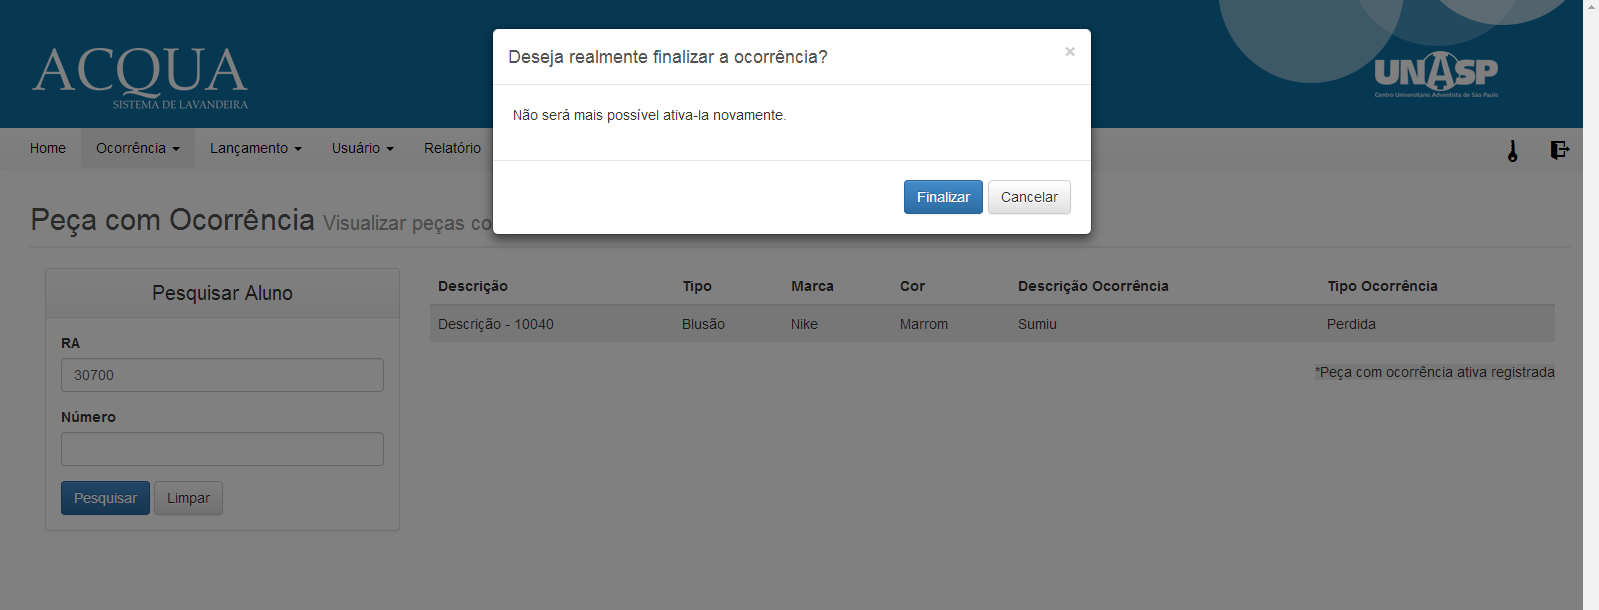 ACQUA
SISTEMA DE LAVANDEIRA
UNASP
Centro Universitário Adventista de São Paulo
Deseja realmente finalizar a ocorrência?
×
Não será mais possível ativa-la novamente.
Finalizar
Cancelar
Home
Ocorrência
Lançamento
Usuário
Relatório
Peça com Ocorrência Visualizar peças co
Pesquisar Aluno
RA
30700
Número
Pesquisar
Limpar
Descrição Tipo Marca Cor Descrição Ocorrência Tipo Ocorrência
Descrição - 10040 Blusão Nike Marrom Sumiu Perdida
*Peça com ocorrência ativa registrada